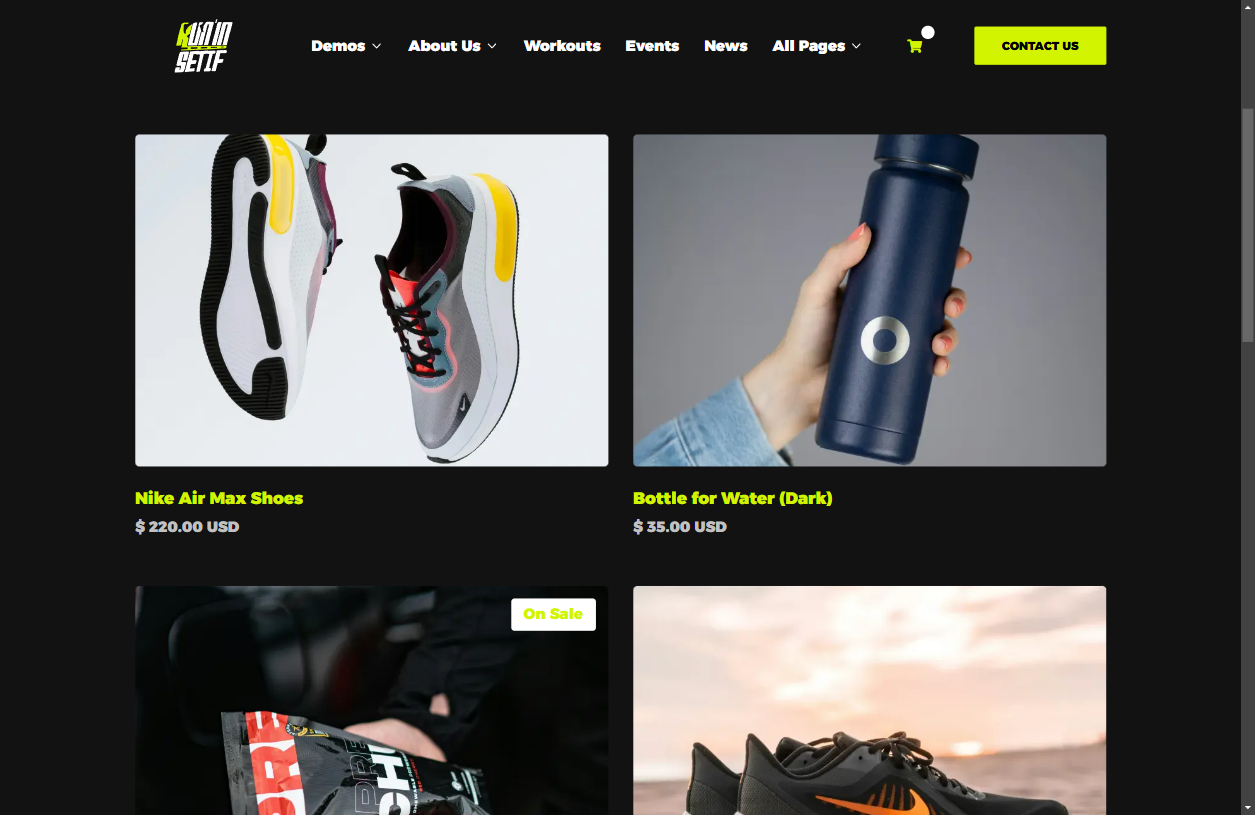 RUN'IN
SETIF
Demos
About Us
Workouts
Events
News
All Pages
CONTACT US
Nike Air Max Shoes
$ 220.00 USD
Bottle for Water (Dark)
$ 35.00 USD
On Sale
PRE